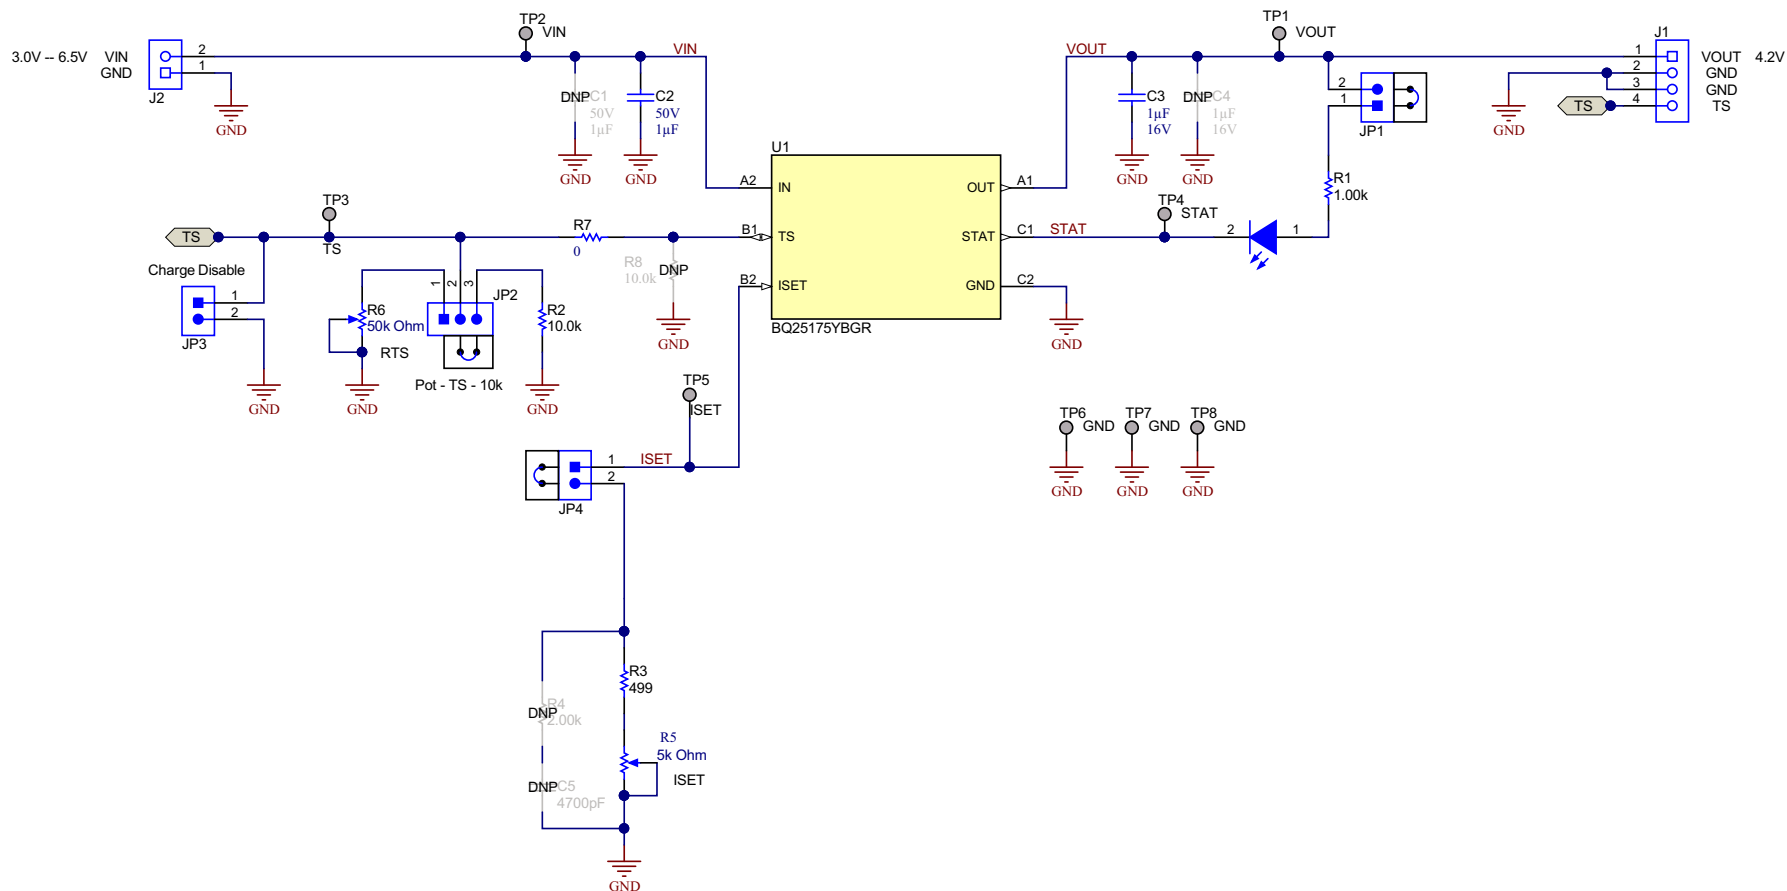 TP2
VIN
TP1
VOUT
J1
3.0V -- 6.5V
VIN
2
VIN
VOUT
1
VOUT
4.2V
GND
1
2
GND
J2
2
3
GND
1
TS
4
TS
GND
GND
JP1
DNP
C1
50V
1µF
C2
50V
1µF
C3
1µF
16V
DNP
C4
1µF
16V
GND
GND
GND
GND
U1
A2
IN
OUT
A1
R1
1.00k
TP3
TS
TP4
STAT
TS
R7
0
B1
TS
STAT
C1
STAT
2
1
Charge Disable
R8
10.0k
DNP
B2
ISET
GND
C2
1
2
JP3
1
2
3
JP2
R6
50k Ohm
R2
10.0k
BQ25175YBGR
GND
GND
RTS
Pot - TS - 10k
GND
GND
GND
TP5
ISET
TP6
GND
TP7
GND
TP8
GND
GND
GND
GND
1
ISET
2
JP4
R3
499
R4
DNP
2.00k
R5
5k Ohm
ISET
DNP
C5
4700pF
GND